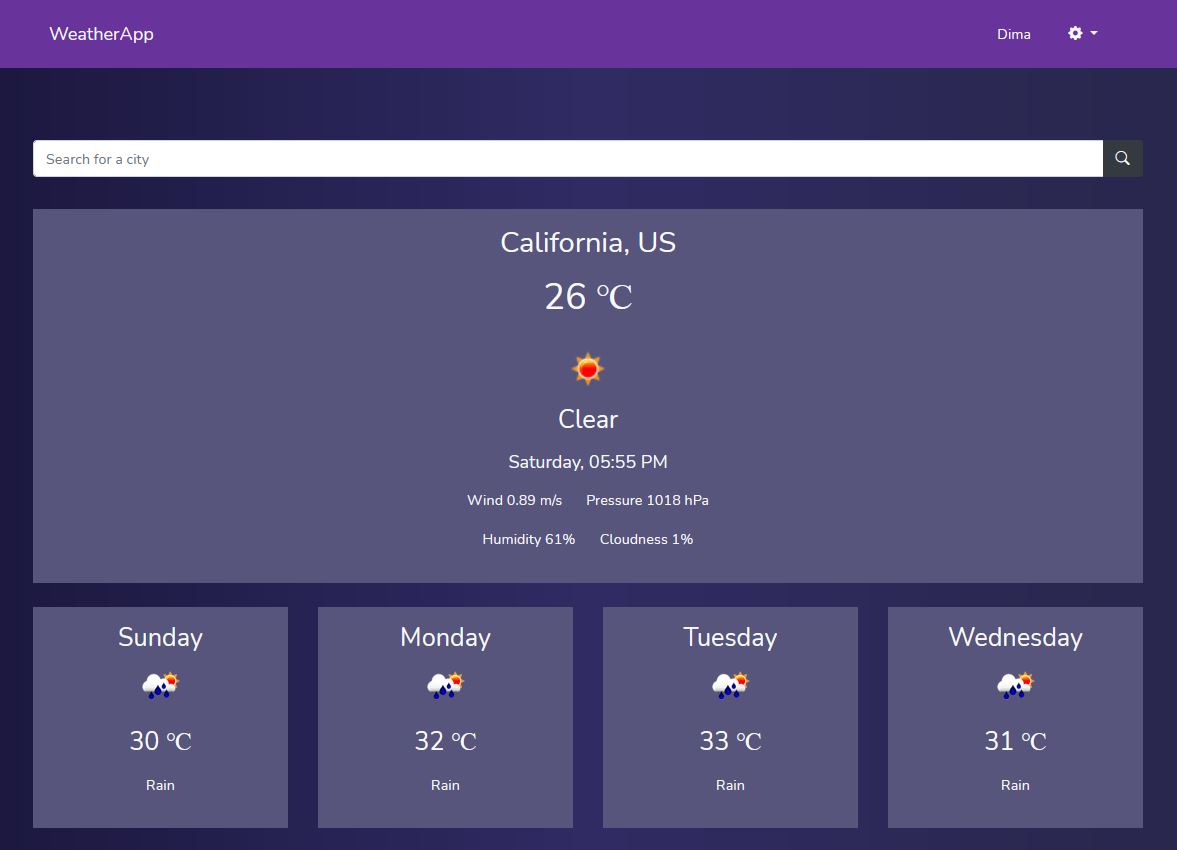 WeatherApp Dima
Search for a city
California, US
26 ℃
Clear
Saturday, 05:55 PM
Wind 0.89 m/s Pressure 1018 hPa
Humidity 61% Cloudness 1%
Sunday Monday Tuesday Wednesday
30 ℃ 32 ℃ 33 ℃ 31 ℃
Rain Rain Rain Rain